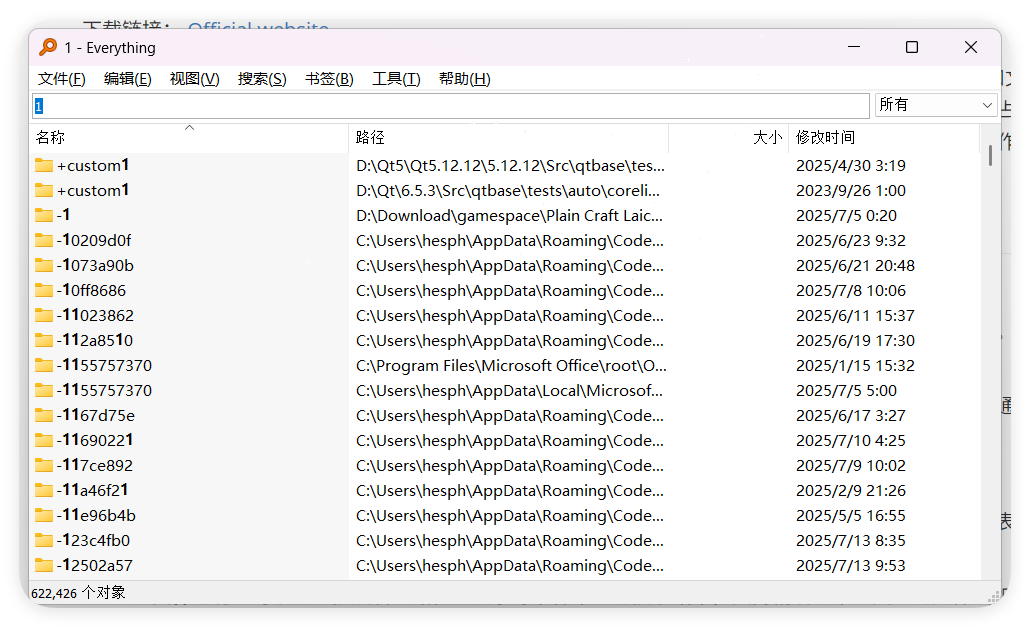 下载链接： Official website
1 - Everything
文件(F) 编辑(E) 视图(V) 搜索(S) 书签(B) 工具(T) 帮助(H)
1 所有
名称 路径 大小 修改时间
+custom1 D:\Qt5\Qt5.12.12\5.12.12\Src\qtbase\tes... 2025/4/30 3:19
+custom1 D:\Qt\6.5.3\Src\qtbase\tests\auto\coreli... 2023/9/26 1:00
-1 D:\Download\gamespace\Plain Craft Laic... 2025/7/5 0:20
-10209d0f C:\Users\hesph\AppData\Roaming\Code... 2025/6/23 9:32
-1073a90b C:\Users\hesph\AppData\Roaming\Code... 2025/6/21 20:48
-10ff8686 C:\Users\hesph\AppData\Roaming\Code... 2025/7/8 10:06
-11023862 C:\Users\hesph\AppData\Roaming\Code... 2025/6/11 15:37
-112a8510 C:\Users\hesph\AppData\Roaming\Code... 2025/6/19 17:30
-1155757370 C:\Program Files\Microsoft Office\root\O... 2025/1/15 15:32
-1155757370 C:\Users\hesph\AppData\Local\Microsof... 2025/7/5 5:00
-1167d75e C:\Users\hesph\AppData\Roaming\Code... 2025/6/17 3:27
-11690221 C:\Users\hesph\AppData\Roaming\Code... 2025/7/10 4:25
-117ce892 C:\Users\hesph\AppData\Roaming\Code... 2025/7/9 10:02
-11a46f21 C:\Users\hesph\AppData\Roaming\Code... 2025/2/9 21:26
-11e96b4b C:\Users\hesph\AppData\Roaming\Code... 2025/5/5 16:55
-123c4fb0 C:\Users\hesph\AppData\Roaming\Code... 2025/7/13 8:35
-12502a57 C:\Users\hesph\AppData\Roaming\Code... 2025/7/13 9:53
622,426 个对象